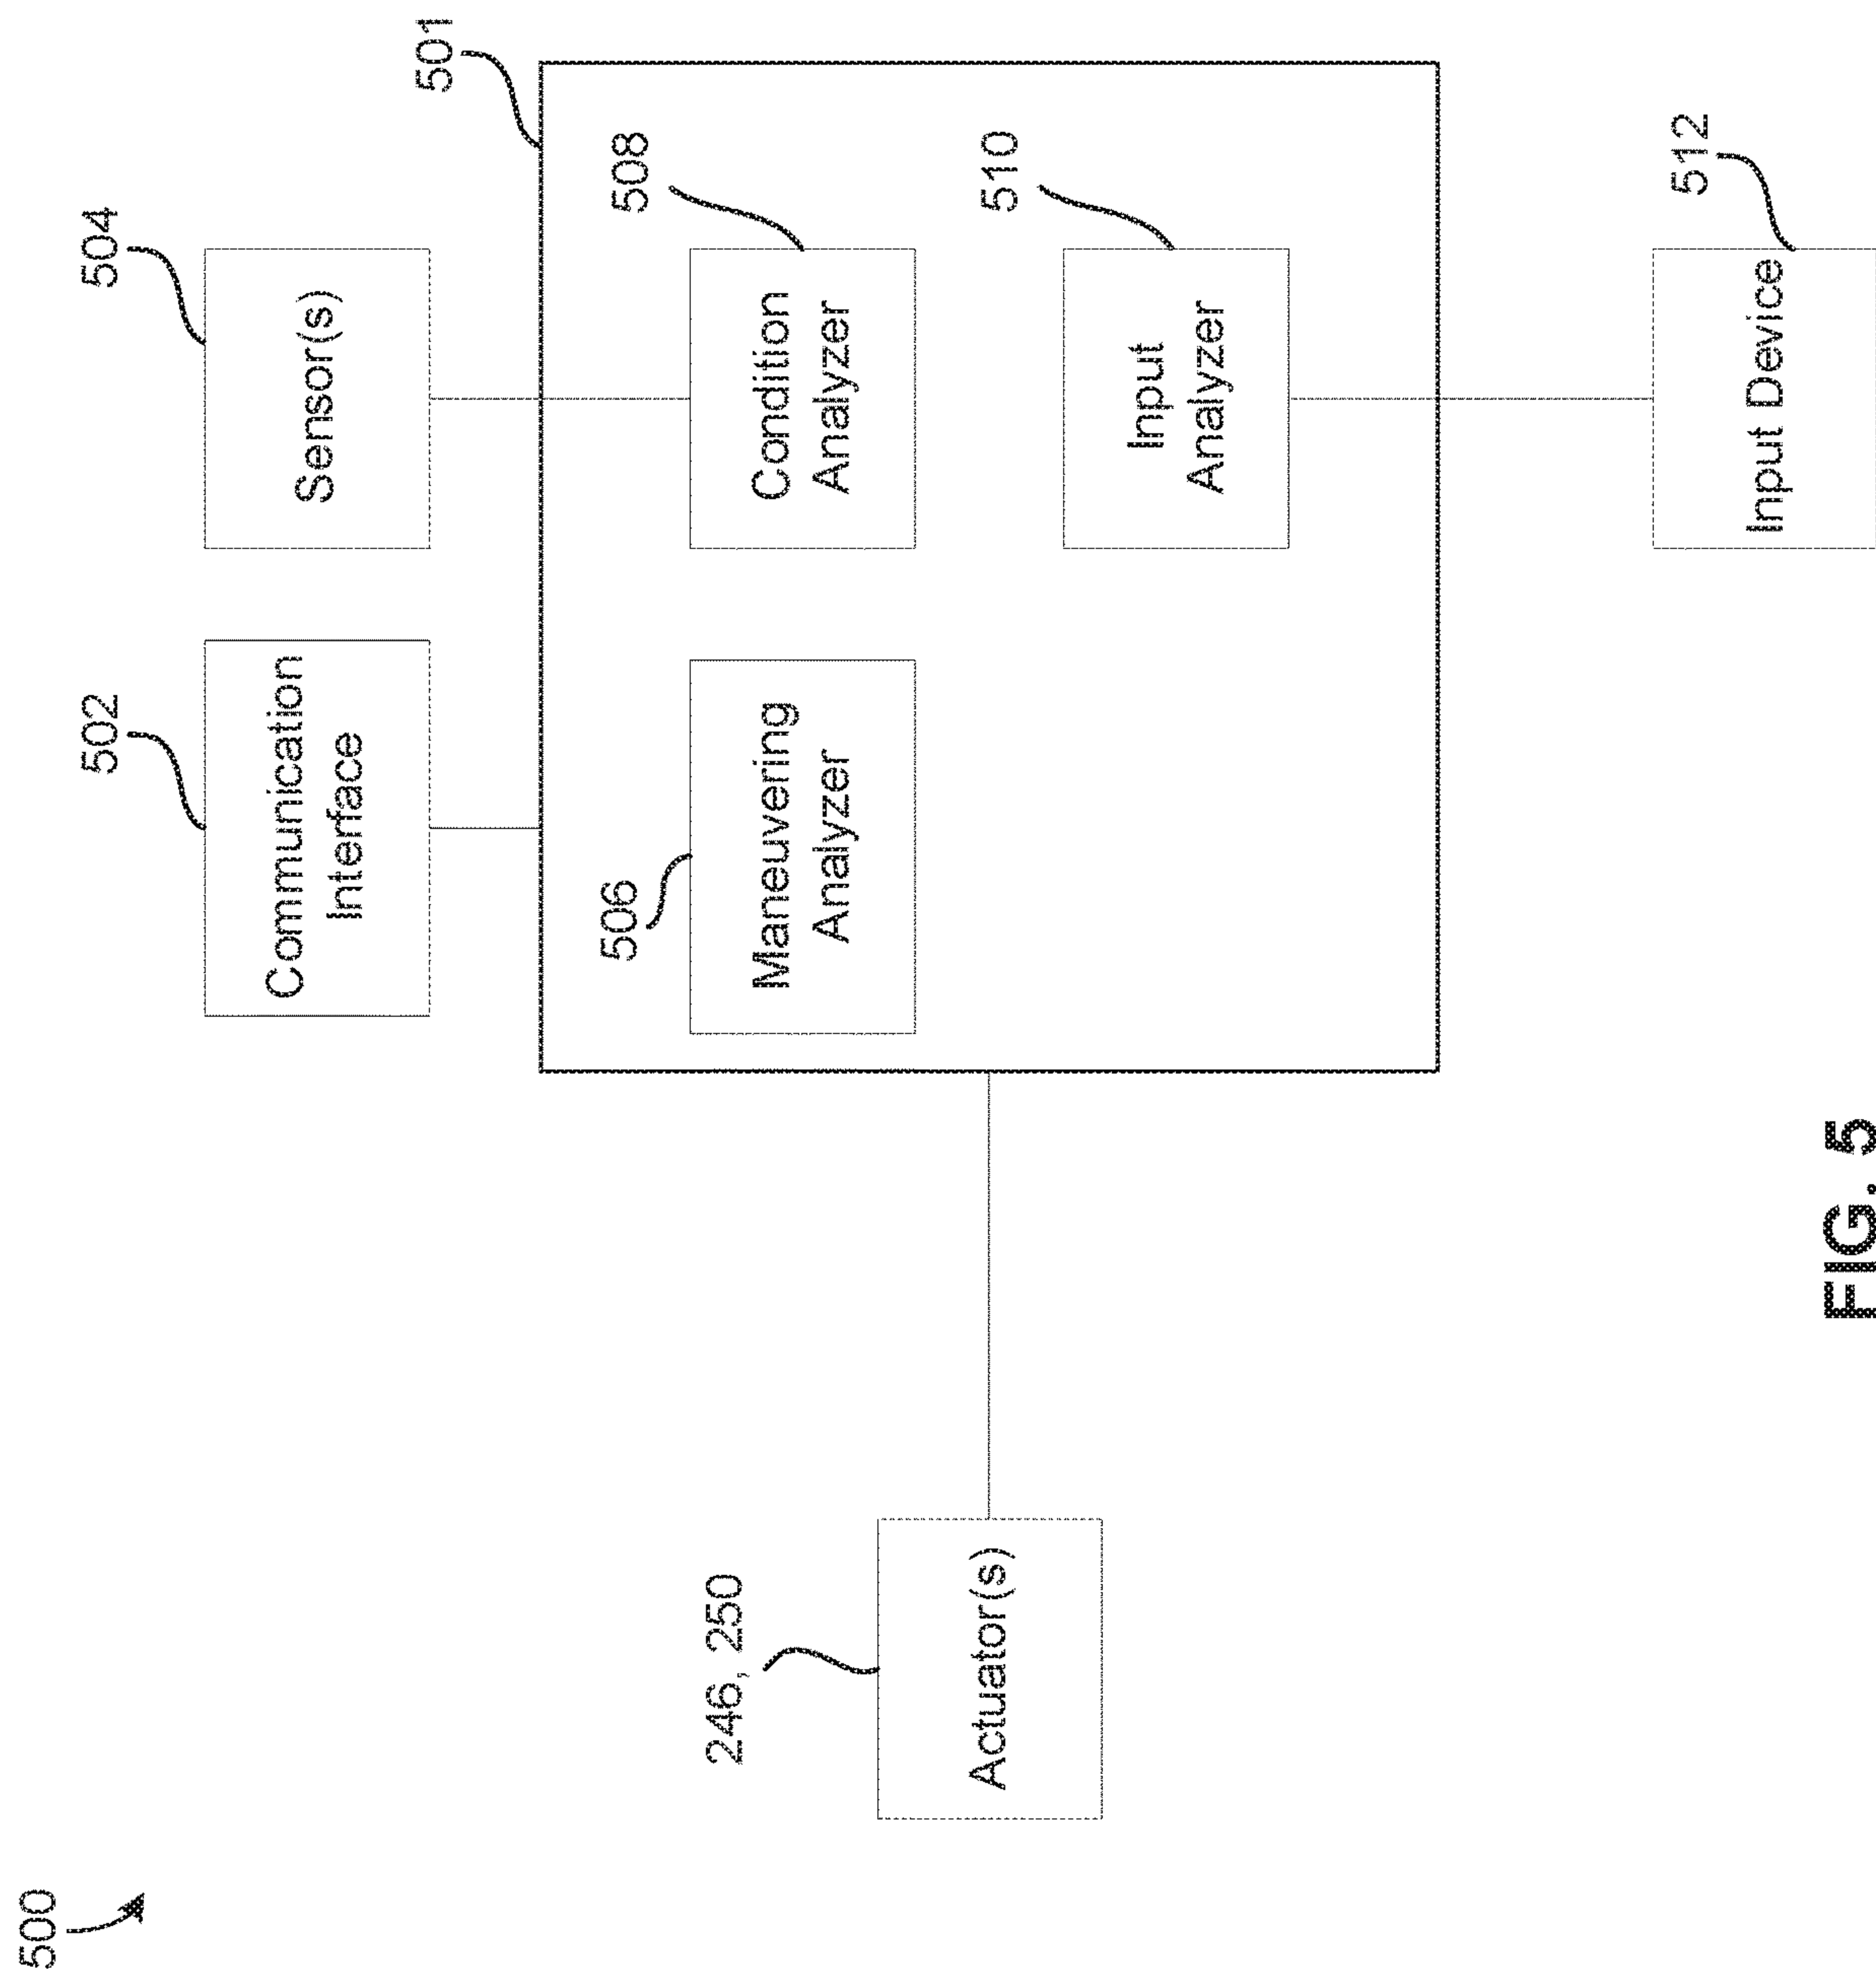 500
246, 250
Actuator(s)
502
Communication
Interface
504
Sensor(s)
501
506
Maneuvering
Analyzer
508
Condition
Analyzer
510
Input
Analyzer
512
Input Device
FIG. 5